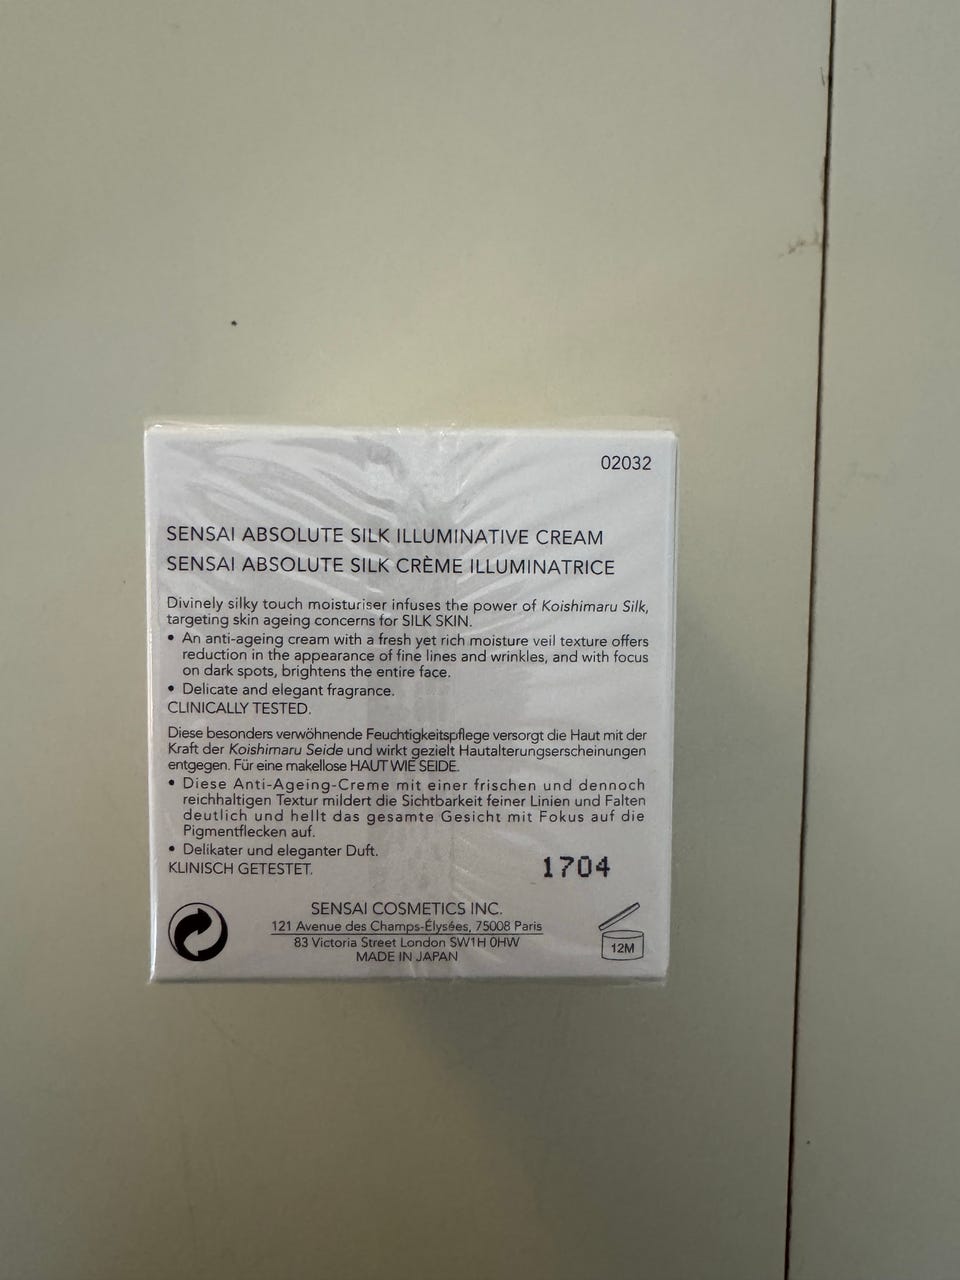 02032
SENSAI ABSOLUTE SILK ILLUMINATIVE CREAM
SENSAI ABSOLUTE SILK CRÈME ILLUMINATRICE
Divinely silky touch moisturiser infuses the power of Koishimaru Silk,
targeting skin ageing concerns for SILK SKIN.
• An anti-ageing cream with a fresh yet rich moisture veil texture offers
reduction in the appearance of fine lines and wrinkles, and with focus
on dark spots, brightens the entire face.
• Delicate and elegant fragrance.
CLINICALLY TESTED.
Diese besonders verwöhnende Feuchtigkeitspflege versorgt die Haut mit der
Kraft der Koishimaru Seide und wirkt gezielt Hautalterungserscheinungen
entgegen. Für eine makellose HAUT WIE SEIDE.
• Diese Anti-Ageing-Creme mit einer frischen und dennoch
reichhaltigen Textur mildert die Sichtbarkeit feiner Linien und Falten
deutlich und hellt das gesamte Gesicht mit Fokus auf die
Pigmentflecken auf.
• Delikater und eleganter Duft.
KLINISCH GETESTET.
1704
SENSAI COSMETICS INC.
121 Avenue des Champs-Élysées, 75008 Paris
83 Victoria Street London SW1H 0HW
MADE IN JAPAN
12M